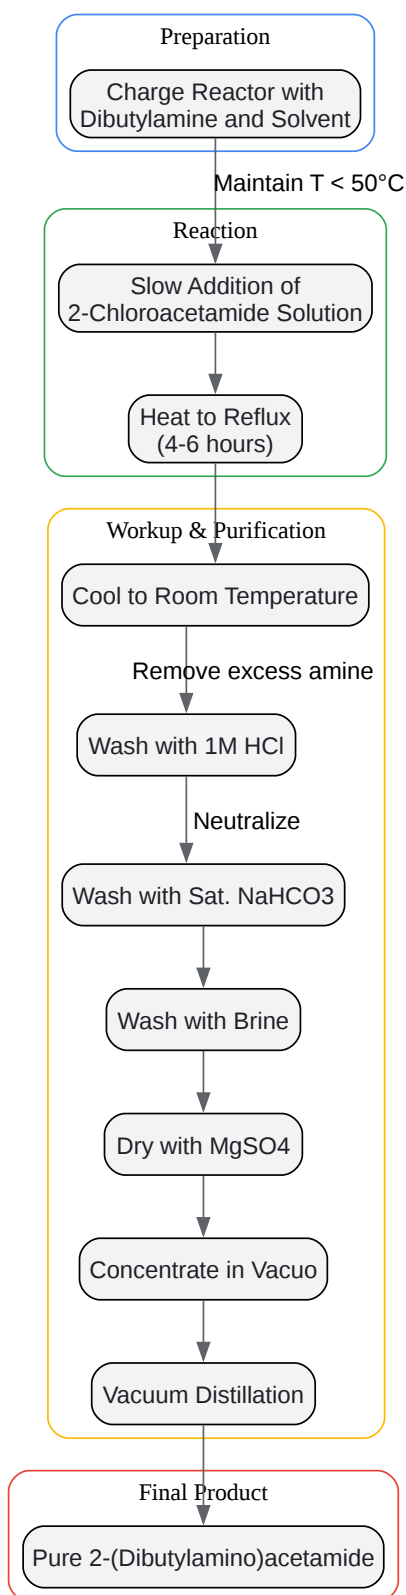 Preparation
Charge Reactor with
Dibutylamine and Solvent
Maintain T < 50°C
Reaction
Slow Addition of
2-Chloroacetamide Solution
Heat to Reflux
(4-6 hours)
Workup & Purification
Cool to Room Temperature
Remove excess amine
Wash with 1M HCl
Neutralize
Wash with Sat. NaHCO3
Wash with Brine
Dry with MgSO4
Concentrate in Vacuo
Vacuum Distillation
Final Product
Pure 2-(Dibutylamino)acetamide